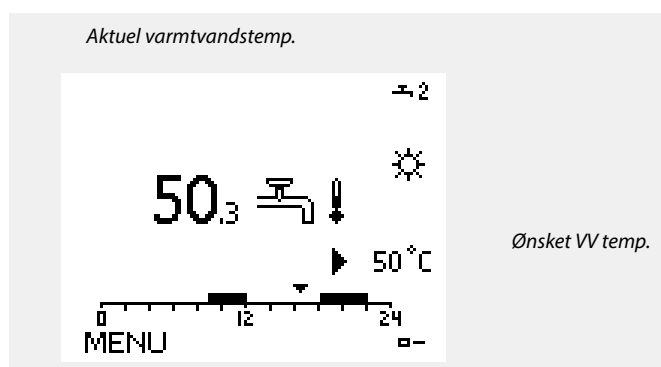 Aktuel varmtvandstemp.
2
50.3
Ønsket VV temp.
50°C
0 12 24
MENU